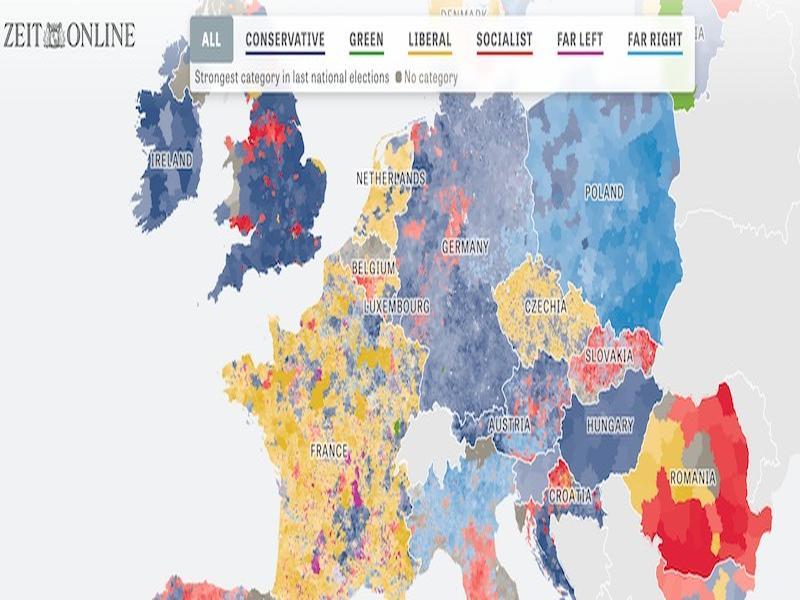 ZEIT ONLINE
DENMARK
ALL CONSERVATIVE GREEN LIBERAL SOCIALIST FAR LEFT FAR RIGHT
Strongest category in last national elections No category
IRELAND
NETHERLANDS
POLAND
GERMANY
BELGIUM
LUXEMBOURG
CZECHIA
SLOVAKIA
AUSTRIA
HUNGARY
FRANCE
ROMANIA
CROATIA